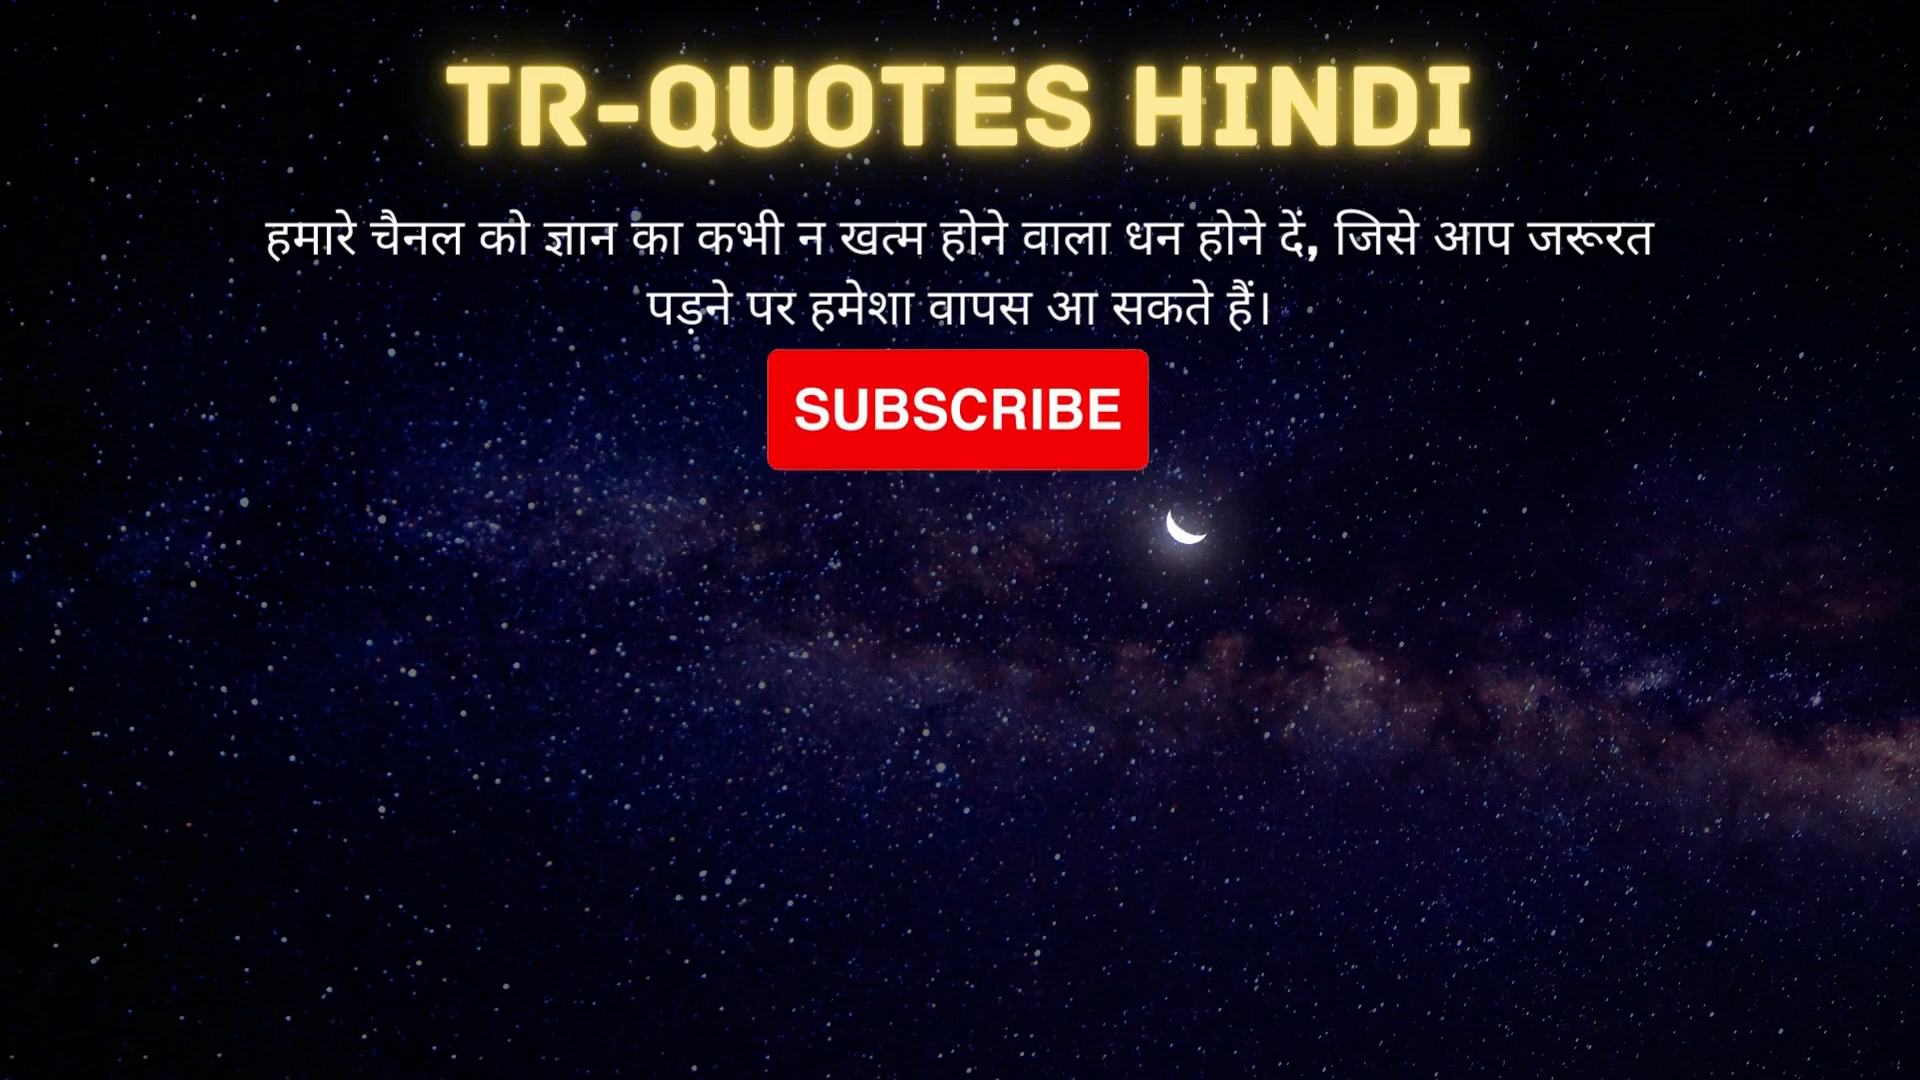 TR-QUOTES HINDI
हमारे चैनल को ज्ञान का कभी न खत्म होने वाला धन होने दें, जिसे आप जरूरत
पड़ने पर हमेशा वापस आ सकते हैं।
SUBSCRIBE